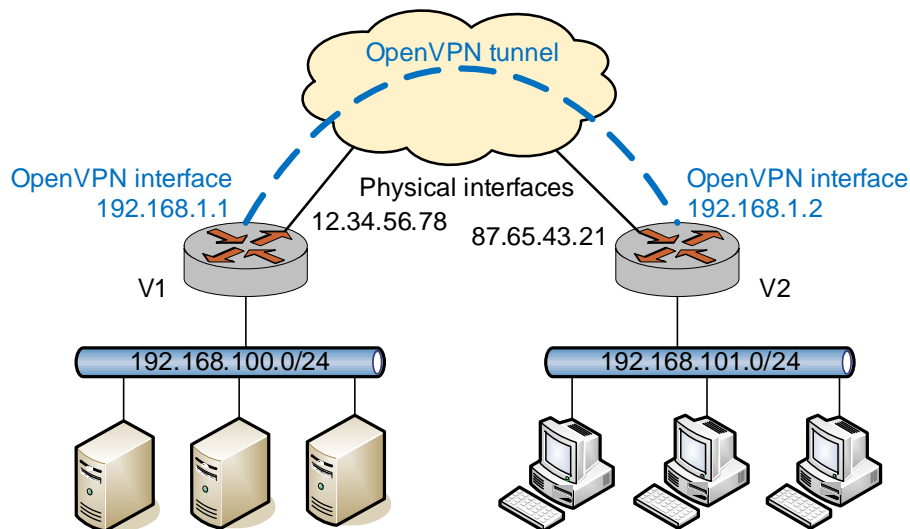 OpenVPN tunnel
OpenVPN interface
192.168.1.1
Physical interfaces
12.34.56.78
87.65.43.21
OpenVPN interface
192.168.1.2
V1
V2
192.168.100.0/24
192.168.101.0/24